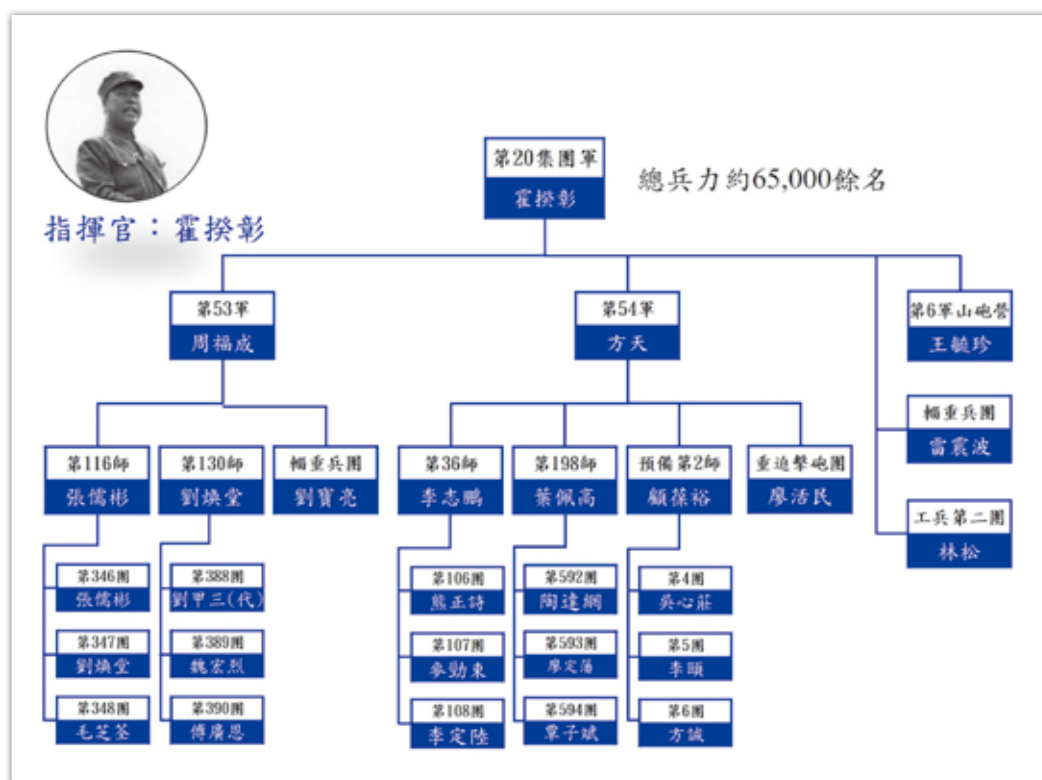 第20集團軍
霍揆彰
總兵力約65,000餘名
指揮官：霍揆彰
第53軍
周福成
第54軍
方天
第6軍山砲營
王毓珍
輜重兵團
雷震波
工兵第二團
林松
第116師
張儒彬
第130師
劉煥堂
輜重兵團
劉寶亮
第36師
李志鵬
第198師
葉佩高
預備第2師
顧葆裕
重迫擊砲團
廖活民
第346團
張儒彬
第347團
劉煥堂
第348團
毛芝荃
第388團
劉甲三(代)
第389團
魏宏烈
第390團
傅廣恩
第106團
熊正詩
第107團
麥勁東
第108團
李定陸
第592團
陶達綱
第593團
廖定藩
第594團
覃子斌
第4團
吳心莊
第5團
李頤
第6團
方誠